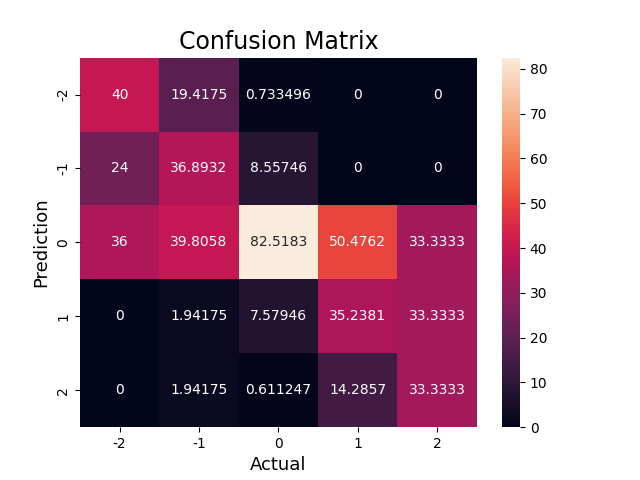 Confusion Matrix
-2 40 19.4175 0.733496 0 0
-1 24 36.8932 8.55746 0 0
0 36 39.8058 82.5183 50.4762 33.3333
1 0 1.94175 7.57946 35.2381 33.3333
2 0 1.94175 0.611247 14.2857 33.3333
-2 -1 0 1 2
Actual
Prediction
80
70
60
50
40
30
20
10
0